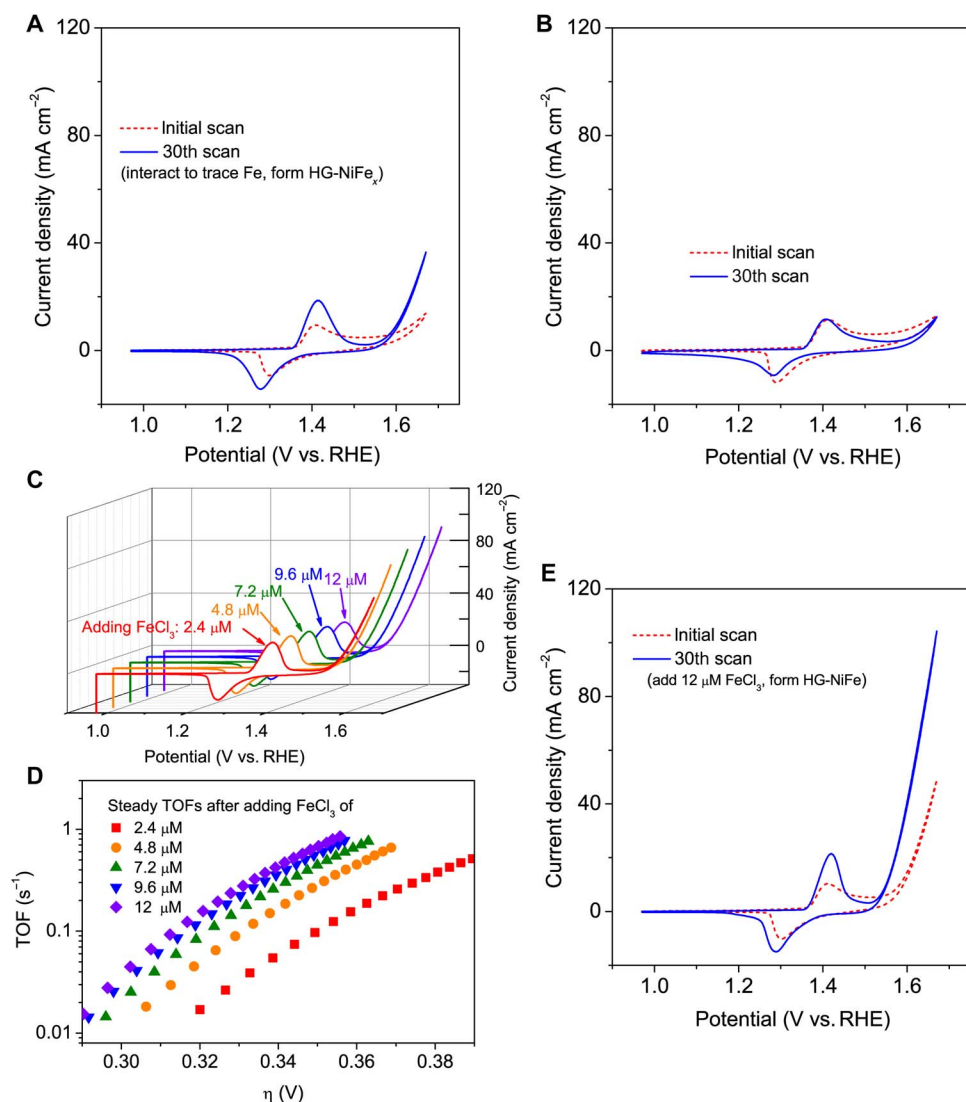 A
120
80
40
0
Current density (mA cm⁻²)
Initial scan
30th scan
(interact to trace Fe, form HG-NiFeₓ)
1.0 1.2 1.4 1.6
Potential (V vs. RHE)
B
120
80
40
0
Current density (mA cm⁻²)
Initial scan
30th scan
1.0 1.2 1.4 1.6
Potential (V vs. RHE)
C
120
80
40
0
Current density (mA cm⁻²)
9.6 μM
12 μM
7.2 μM
4.8 μM
Adding FeCl₃: 2.4 μM
1.0 1.2 1.4 1.6
Potential (V vs. RHE)
D
Steady TOFs after adding FeCl₃ of
2.4 μM
4.8 μM
7.2 μM
9.6 μM
12 μM
1
0.1
0.01
TOF (s⁻¹)
0.30 0.32 0.34 0.36 0.38
η (V)
E
120
80
40
0
Current density (mA cm⁻²)
Initial scan
30th scan
(add 12 μM FeCl₃, form HG-NiFe)
1.0 1.2 1.4 1.6
Potential (V vs. RHE)